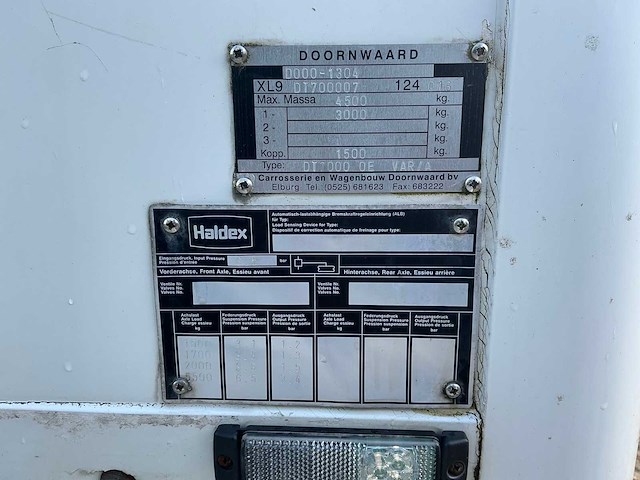 DOORNWAARD
D000-1304
XL9 DT700007 124
Max. Massa 4500 kg.
1 - 3000 kg.
2 - kg.
3 - kg.
Kopp. 1500 kg.
Type:
Carrosserie en Wagenbouw Doornwaard bv
Elburg Tel. (0525) 681623 Fax: 683222
Haldex
Automatisch-lastabhängige Bremskraftregeleinrichtung (ALB)
für Typ:
Load Sensing Device for Type:
Dispositif de correction automatique de freinage pour type:
Eingangsdruck, Input Pressure
Pression d'entrée bar
Vorderachse, Front Axle, Essieu avant Hinterachse, Rear Axle, Essieu arrière
Ventile Nr.
Valves No.
Valves No.
Ventile Nr.
Valves No.
Valves No.
Achslast
Axle Load
Charge essieu
kg
Federungsdruck
Suspension Pressure
Pression suspension
bar
Ausgangsdruck
Output Pressure
Pression de sortie
bar
Achslast
Axle Load
Charge essieu
kg
Federungsdruck
Suspension Pressure
Pression suspension
bar
Ausgangsdruck
Output Pressure
Pression de sortie
bar